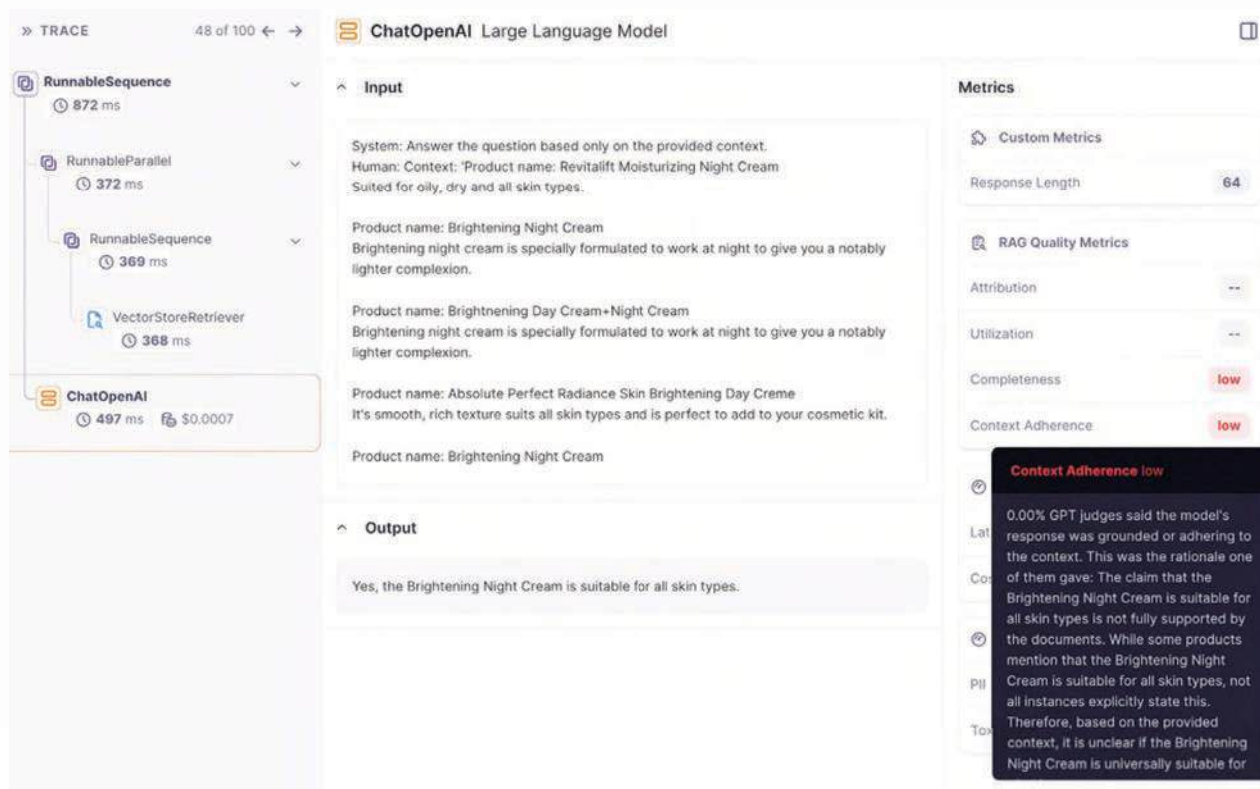 TRACE
48 of 100
RunnableSequence
872 ms
RunnableParallel
372 ms
RunnableSequence
369 ms
VectorStoreRetriever
368 ms
ChatOpenAI
497 ms $0.0007
ChatOpenAI Large Language Model
Input
System: Answer the question based only on the provided context.
Human: Context: 'Product name: Revitalift Moisturizing Night Cream
Suited for oily, dry and all skin types.
Product name: Brightening Night Cream
Brightening night cream is specially formulated to work at night to give you a notably
lighter complexion.
Product name: Brightnening Day Cream+Night Cream
Brightening night cream is specially formulated to work at night to give you a notably
lighter complexion.
Product name: Absolute Perfect Radiance Skin Brightening Day Creme
It's smooth, rich texture suits all skin types and is perfect to add to your cosmetic kit.
Product name: Brightening Night Cream
Output
Yes, the Brightening Night Cream is suitable for all skin types.
Metrics
Custom Metrics
Response Length 64
RAG Quality Metrics
Attribution --
Utilization --
Completeness low
Context Adherence low
Context Adherence low
0.00% GPT judges said the model's
response was grounded or adhering to
the context. This was the rationale one
of them gave: The claim that the
Brightening Night Cream is suitable for
all skin types is not fully supported by
the documents. While some products
mention that the Brightening Night
Cream is suitable for all skin types, not
all instances explicitly state this.
Therefore, based on the provided
context, it is unclear if the Brightening
Night Cream is universally suitable for
Lat
Cos
PII
Tox